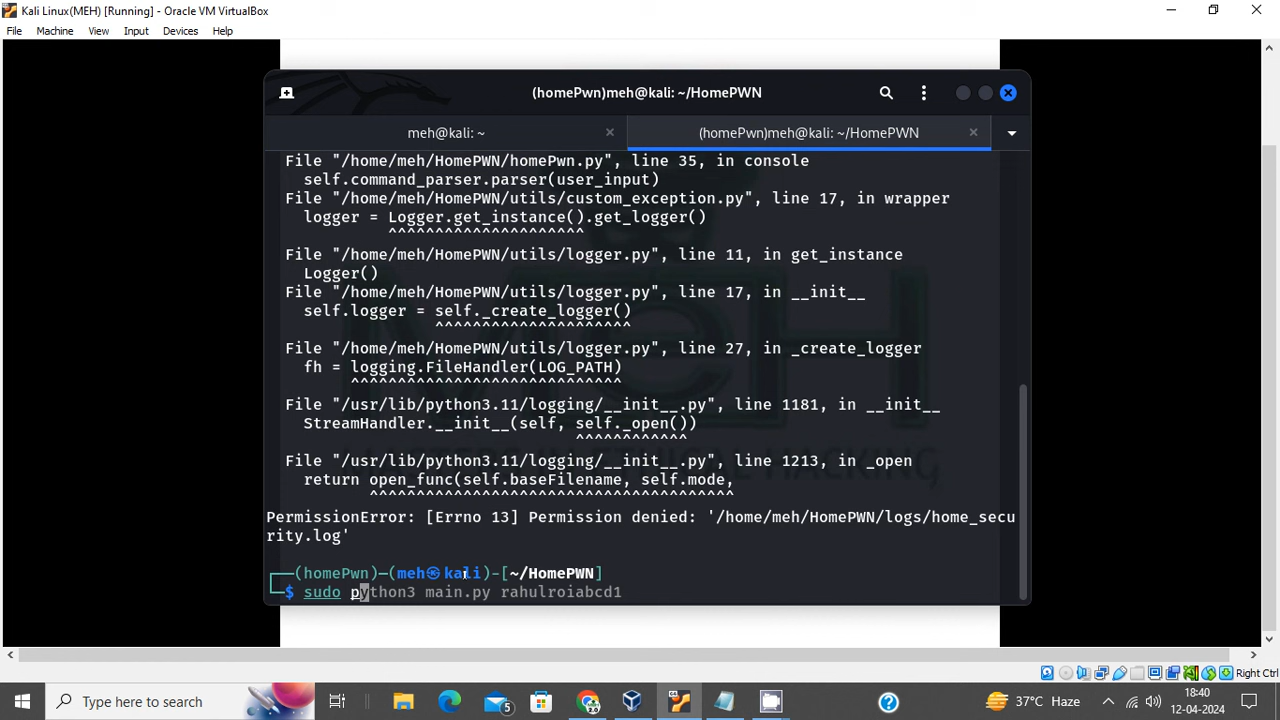 Kali Linux(MEH) [Running] - Oracle VM VirtualBox
File Machine View Input Devices Help
(homePwn)meh@kali: ~/HomePWN
meh@kali: ~
(homePwn)meh@kali: ~/HomePWN
File "/home/meh/HomePWN/homePwn.py", line 35, in console
self.command_parser.parser(user_input)
File "/home/meh/HomePWN/utils/custom_exception.py", line 17, in wrapper
logger = Logger.get_instance().get_logger()
^^^^^^^^^^^^^^^^^^^^^
File "/home/meh/HomePWN/utils/logger.py", line 11, in get_instance
Logger()
File "/home/meh/HomePWN/utils/logger.py", line 17, in __init__
self.logger = self._create_logger()
^^^^^^^^^^^^^^^^^^^^^
File "/home/meh/HomePWN/utils/logger.py", line 27, in _create_logger
fh = logging.FileHandler(LOG_PATH)
^^^^^^^^^^^^^^^^^^^^^^^^^^^^^
File "/usr/lib/python3.11/logging/__init__.py", line 1181, in __init__
StreamHandler.__init__(self, self._open())
^^^^^^^^^^^^
File "/usr/lib/python3.11/logging/__init__.py", line 1213, in _open
return open_func(self.baseFilename, self.mode,
^^^^^^^^^^^^^^^^^^^^^^^^^^^^^^^^^^^^^^^
PermissionError: [Errno 13] Permission denied: '/home/meh/HomePWN/logs/home_secu
rity.log'
┌──(homePwn)─(meh㉿kali)-[~/HomePWN]
└─$ sudo python3 main.py rahulroiabcd1
Right Ctrl
Type here to search
5
37°C Haze
18:40
12-04-2024